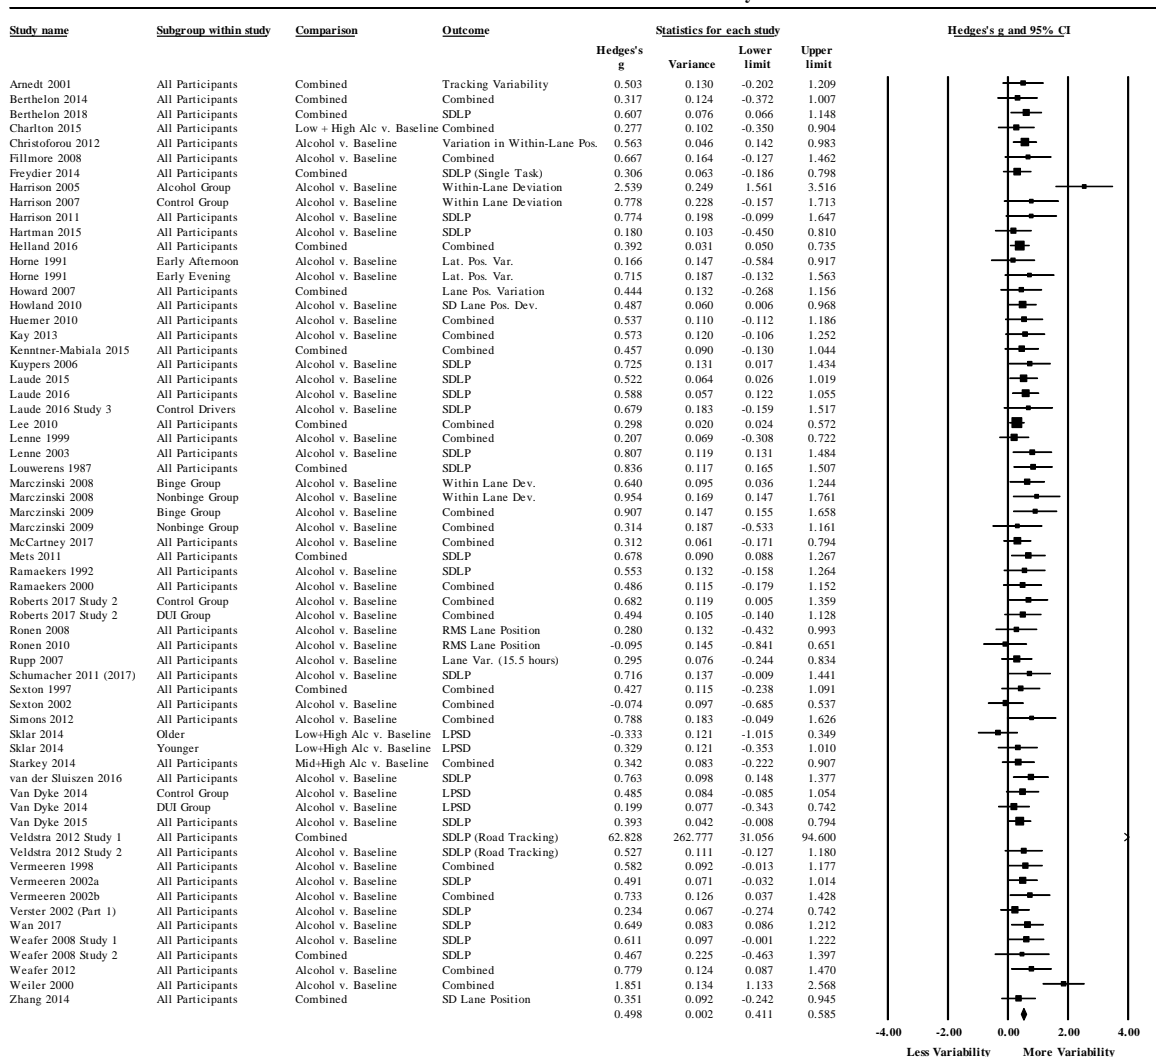 Study name Subgroup within study Comparison Outcome Statistics for each study Hedges's g and 95% CI
Hedges's g Variance Lower limit Upper limit
Arnedt 2001 All Participants Combined Tracking Variability 0.503 0.130 -0.202 1.209
Berthelon 2014 All Participants Combined Combined 0.317 0.124 -0.372 1.007
Berthelon 2018 All Participants Combined SDLP 0.607 0.076 0.066 1.148
Charlton 2015 All Participants Low + High Alc v. Baseline Combined 0.277 0.102 -0.350 0.904
Christoforou 2012 All Participants Alcohol v. Baseline Variation in Within-Lane Pos. 0.563 0.046 0.142 0.983
Fillmore 2008 All Participants Alcohol v. Baseline Combined 0.667 0.164 -0.127 1.462
Freydier 2014 All Participants Combined SDLP (Single Task) 0.306 0.063 -0.186 0.798
Harrison 2005 Alcohol Group Alcohol v. Baseline Within-Lane Deviation 2.539 0.249 1.561 3.516
Harrison 2007 Control Group Alcohol v. Baseline Within Lane Deviation 0.778 0.228 -0.157 1.713
Harrison 2011 All Participants Alcohol v. Baseline SDLP 0.774 0.198 -0.099 1.647
Hartman 2015 All Participants Alcohol v. Baseline SDLP 0.180 0.103 -0.450 0.810
Helland 2016 All Participants Combined Combined 0.392 0.031 0.050 0.735
Horne 1991 Early Afternoon Alcohol v. Baseline Lat. Pos. Var. 0.166 0.147 -0.584 0.917
Horne 1991 Early Evening Alcohol v. Baseline Lat. Pos. Var. 0.715 0.187 -0.132 1.563
Howard 2007 All Participants Combined Lane Pos. Variation 0.444 0.132 -0.268 1.156
Howland 2010 All Participants Alcohol v. Baseline SD Lane Pos. Dev. 0.487 0.060 0.006 0.968
Huemer 2010 All Participants Alcohol v. Baseline Combined 0.537 0.110 -0.112 1.186
Kay 2013 All Participants Alcohol v. Baseline Combined 0.573 0.120 -0.106 1.252
Kenntner-Mabiala 2015 All Participants Combined Combined 0.457 0.090 -0.130 1.044
Kuypers 2006 All Participants Alcohol v. Baseline SDLP 0.725 0.131 0.017 1.434
Laude 2015 All Participants Alcohol v. Baseline SDLP 0.522 0.064 0.026 1.019
Laude 2016 All Participants Alcohol v. Baseline SDLP 0.588 0.057 0.122 1.055
Laude 2016 Study 3 Control Drivers Alcohol v. Baseline SDLP 0.679 0.183 -0.159 1.517
Lee 2010 All Participants Combined Combined 0.298 0.020 0.024 0.572
Lenne 1999 All Participants Alcohol v. Baseline Combined 0.207 0.069 -0.308 0.722
Lenne 2003 All Participants Alcohol v. Baseline SDLP 0.807 0.119 0.131 1.484
Louwerens 1987 All Participants Combined SDLP 0.836 0.117 0.165 1.507
Marczinski 2008 Binge Group Alcohol v. Baseline Within Lane Dev. 0.640 0.095 0.036 1.244
Marczinski 2008 Nonbinge Group Alcohol v. Baseline Within Lane Dev. 0.954 0.169 0.147 1.761
Marczinski 2009 Binge Group Alcohol v. Baseline Combined 0.907 0.147 0.155 1.658
Marczinski 2009 Nonbinge Group Alcohol v. Baseline Combined 0.314 0.187 -0.533 1.161
McCartney 2017 All Participants Alcohol v. Baseline Combined 0.312 0.061 -0.171 0.794
Mets 2011 All Participants Combined SDLP 0.678 0.090 0.088 1.267
Ramaekers 1992 All Participants Alcohol v. Baseline SDLP 0.553 0.132 -0.158 1.264
Ramaekers 2000 All Participants Alcohol v. Baseline Combined 0.486 0.115 -0.179 1.152
Roberts 2017 Study 2 Control Group Alcohol v. Baseline Combined 0.682 0.119 0.005 1.359
Roberts 2017 Study 2 DUI Group Alcohol v. Baseline Combined 0.494 0.105 -0.140 1.128
Ronen 2008 All Participants Alcohol v. Baseline RMS Lane Position 0.280 0.132 -0.432 0.993
Ronen 2010 All Participants Alcohol v. Baseline RMS Lane Position -0.095 0.145 -0.841 0.651
Rupp 2007 All Participants Alcohol v. Baseline Lane Var. (15.5 hours) 0.295 0.076 -0.244 0.834
Schumacher 2011 (2017) All Participants Alcohol v. Baseline SDLP 0.716 0.137 -0.009 1.441
Sexton 1997 All Participants Combined Combined 0.427 0.115 -0.238 1.091
Sexton 2002 All Participants Alcohol v. Baseline Combined -0.074 0.097 -0.685 0.537
Simons 2012 All Participants Alcohol v. Baseline Combined 0.788 0.183 -0.049 1.626
Sklar 2014 Older Low+High Alc v. Baseline LPSD -0.333 0.121 -1.015 0.349
Sklar 2014 Younger Low+High Alc v. Baseline LPSD 0.329 0.121 -0.353 1.010
Starkey 2014 All Participants Mid+High Alc v. Baseline Combined 0.342 0.083 -0.222 0.907
van der Sluiszen 2016 All Participants Alcohol v. Baseline SDLP 0.763 0.098 0.148 1.377
Van Dyke 2014 Control Group Alcohol v. Baseline LPSD 0.485 0.084 -0.085 1.054
Van Dyke 2014 DUI Group Alcohol v. Baseline LPSD 0.199 0.077 -0.343 0.742
Van Dyke 2015 All Participants Alcohol v. Baseline SDLP 0.393 0.042 -0.008 0.794
Veldstra 2012 Study 1 All Participants Combined SDLP (Road Tracking) 62.828 262.777 31.056 94.600
Veldstra 2012 Study 2 All Participants Alcohol v. Baseline SDLP (Road Tracking) 0.527 0.111 -0.127 1.180
Vermeeren 1998 All Participants Alcohol v. Baseline Combined 0.582 0.092 -0.013 1.177
Vermeeren 2002a All Participants Alcohol v. Baseline SDLP 0.491 0.071 -0.032 1.014
Vermeeren 2002b All Participants Alcohol v. Baseline Combined 0.733 0.126 0.037 1.428
Verster 2002 (Part 1) All Participants Alcohol v. Baseline SDLP 0.234 0.067 -0.274 0.742
Wan 2017 All Participants Alcohol v. Baseline SDLP 0.649 0.083 0.086 1.212
Weafer 2008 Study 1 All Participants Alcohol v. Baseline SDLP 0.611 0.097 -0.001 1.222
Weafer 2008 Study 2 All Participants Combined SDLP 0.467 0.225 -0.463 1.397
Weafer 2012 All Participants Alcohol v. Baseline Combined 0.779 0.124 0.087 1.470
Weiler 2000 All Participants Alcohol v. Baseline Combined 1.851 0.134 1.133 2.568
Zhang 2014 All Participants Combined SD Lane Position 0.351 0.092 -0.242 0.945
0.498 0.002 0.411 0.585
-4.00 -2.00 0.00 2.00 4.00
Less Variability More Variability